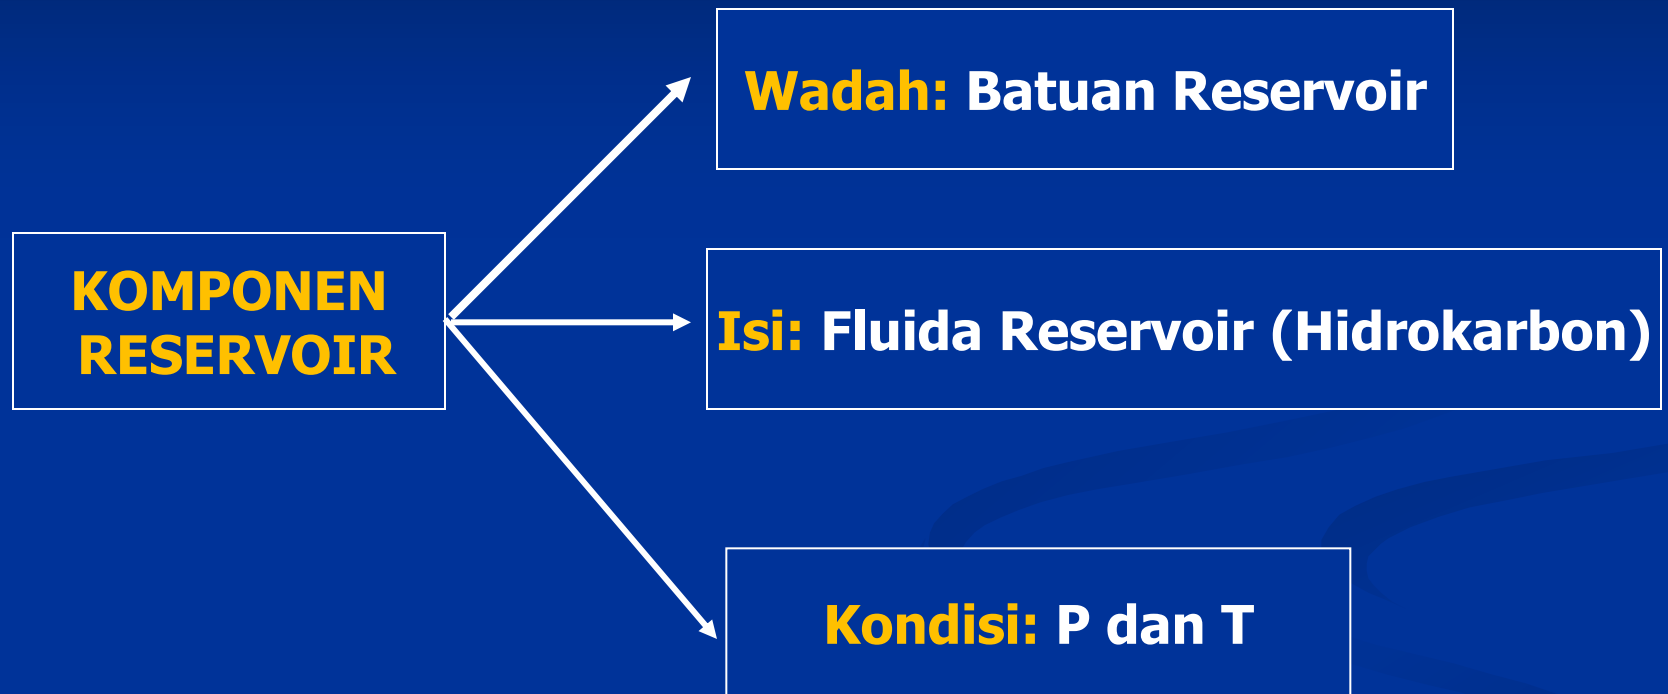 Wadah: Batuan Reservoir
KOMPONEN
RESERVOIR
Isi: Fluida Reservoir (Hidrokarbon)
Kondisi: P dan T